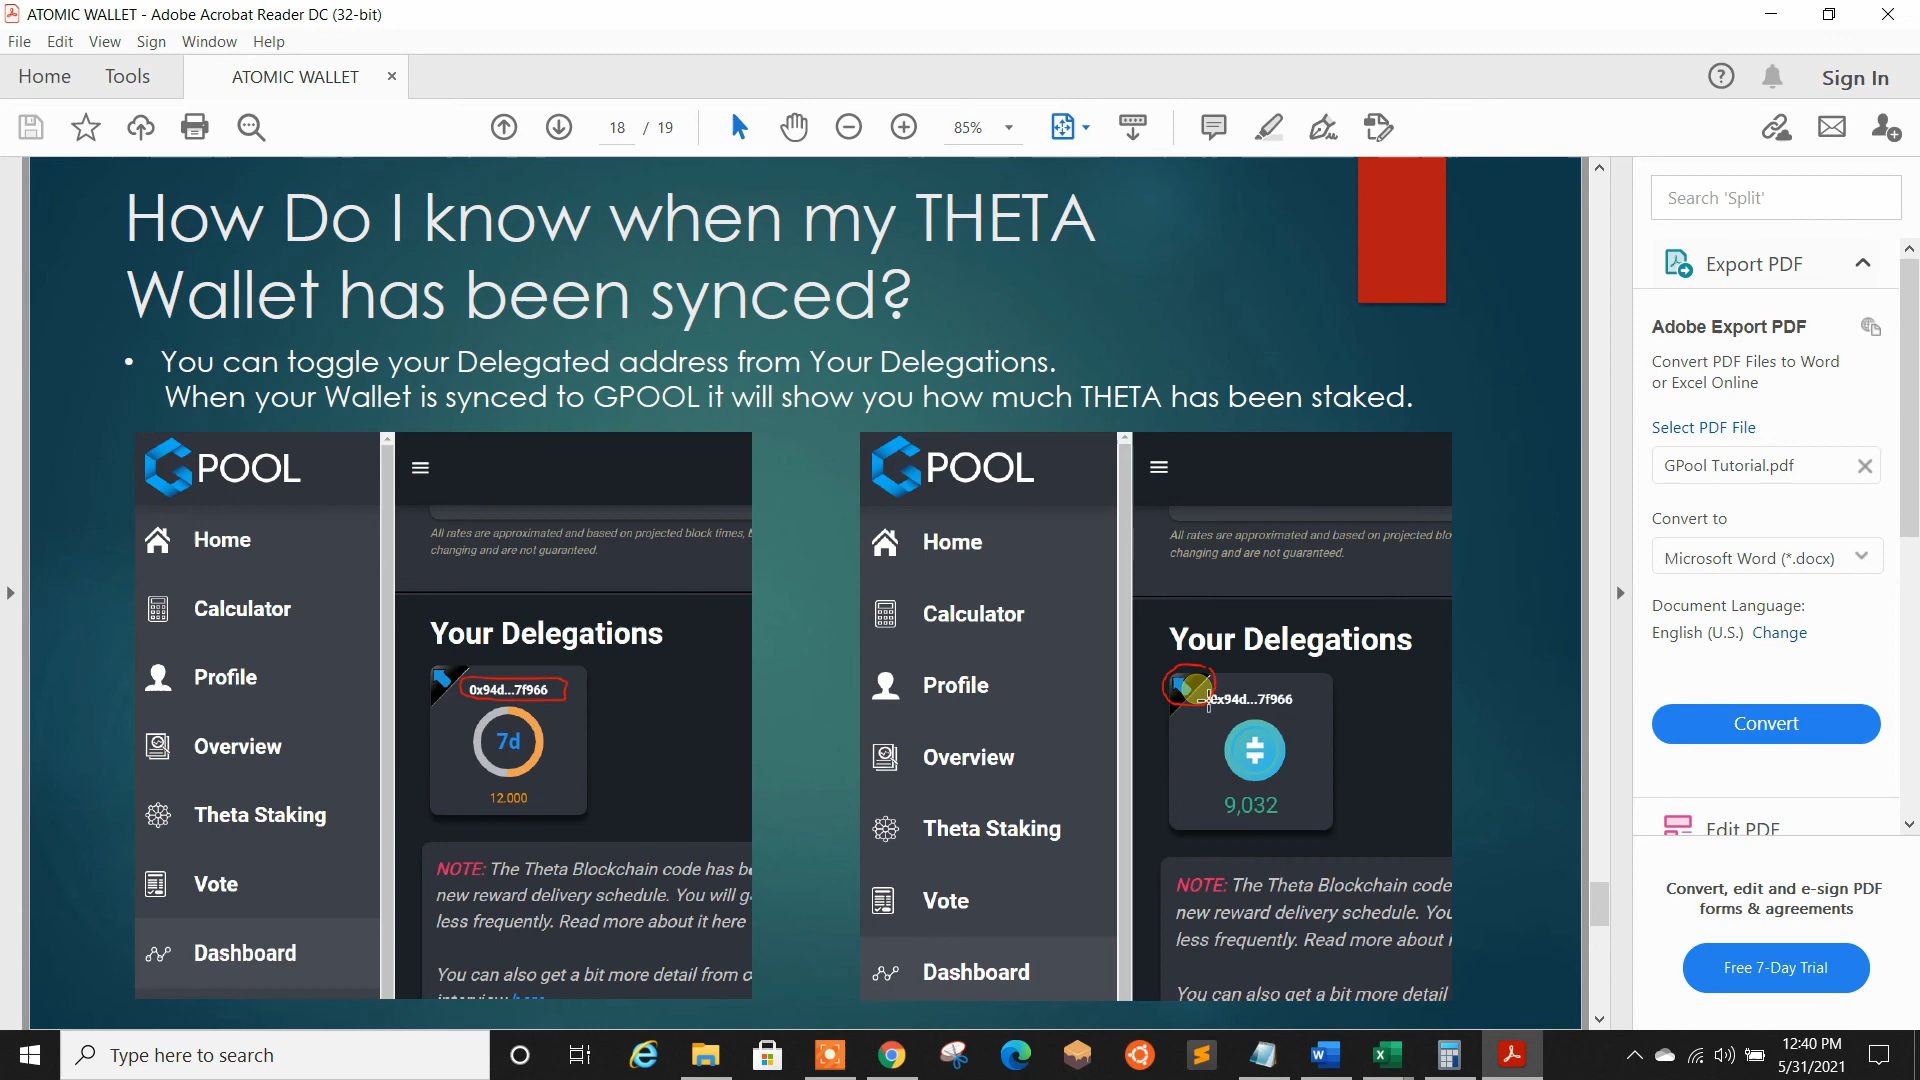 ATOMIC WALLET - Adobe Acrobat Reader DC (32-bit)
File Edit View Sign Window Help
Home Tools ATOMIC WALLET
Sign In
18 / 19
85%
How Do I know when my THETA
Wallet has been synced?
• You can toggle your Delegated address from Your Delegations.
When your Wallet is synced to GPOOL it will show you how much THETA has been staked.
GPOOL
Home
Calculator
Profile
Overview
Theta Staking
Vote
Dashboard
All rates are approximated and based on projected block times,
changing and are not guaranteed.
Your Delegations
0x94d...7f966
7d
12.000
NOTE: The Theta Blockchain code has be
new reward delivery schedule. You will g
less frequently. Read more about it here
You can also get a bit more detail from c
interview here
GPOOL
Home
Calculator
Profile
Overview
Theta Staking
Vote
Dashboard
All rates are approximated and based on projected blo
changing and are not guaranteed.
Your Delegations
0x94d...7f966
9,032
NOTE: The Theta Blockchain code
new reward delivery schedule. You
less frequently. Read more about i
You can also get a bit more detail
Search 'Split'
Export PDF
Adobe Export PDF
Convert PDF Files to Word
or Excel Online
Select PDF File
GPool Tutorial.pdf
Convert to
Microsoft Word (*.docx)
Document Language:
English (U.S.) Change
Convert
Edit PDF
Convert, edit and e-sign PDF
forms & agreements
Free 7-Day Trial
Type here to search
12:40 PM
5/31/2021